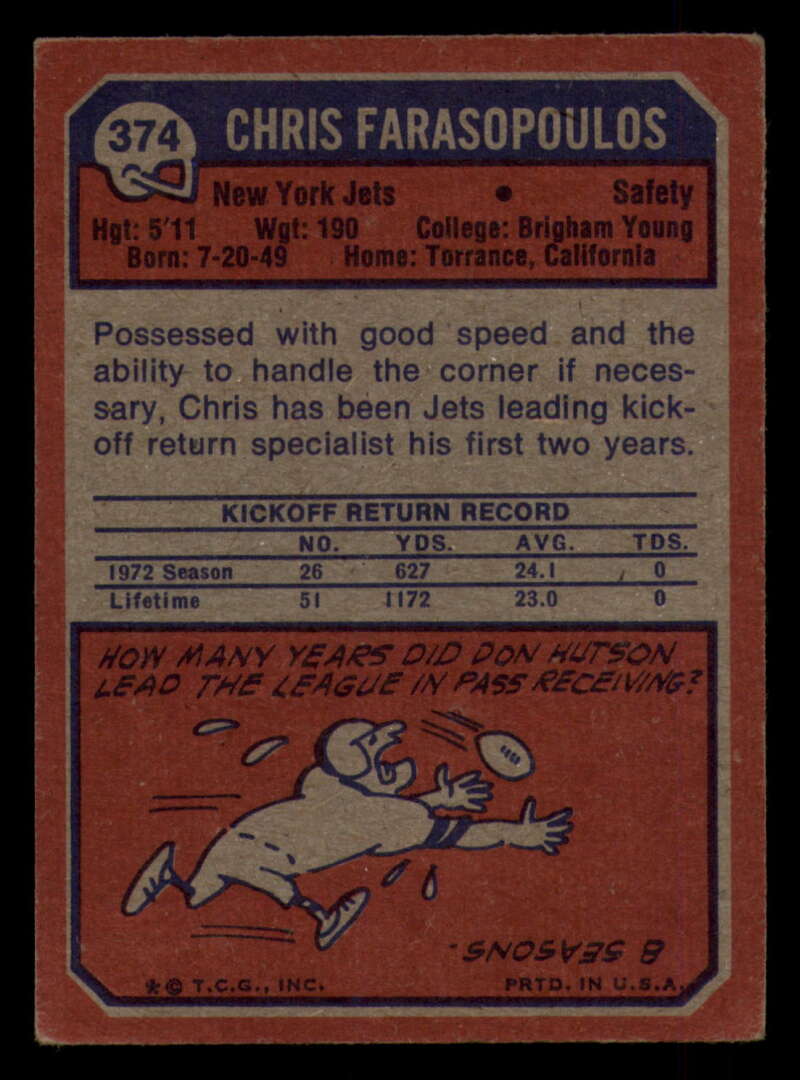 374 CHRIS FARASOPOULOS
New York Jets • Safety
Hgt: 5'11 Wgt: 190 College: Brigham Young
Born: 7-20-49 Home: Torrance, California
Possessed with good speed and the
ability to handle the corner if neces-
sary, Chris has been Jets leading kick-
off return specialist his first two years.
KICKOFF RETURN RECORD
NO. YDS. AVG. TDS.
1972 Season 26 627 24.1 0
Lifetime 51 1172 23.0 0
HOW MANY YEARS DID DON HUTSON
LEAD THE LEAGUE IN PASS RECEIVING?
8 SEASONS.
* © T.C.G., INC. PRTD. IN U.S.A.